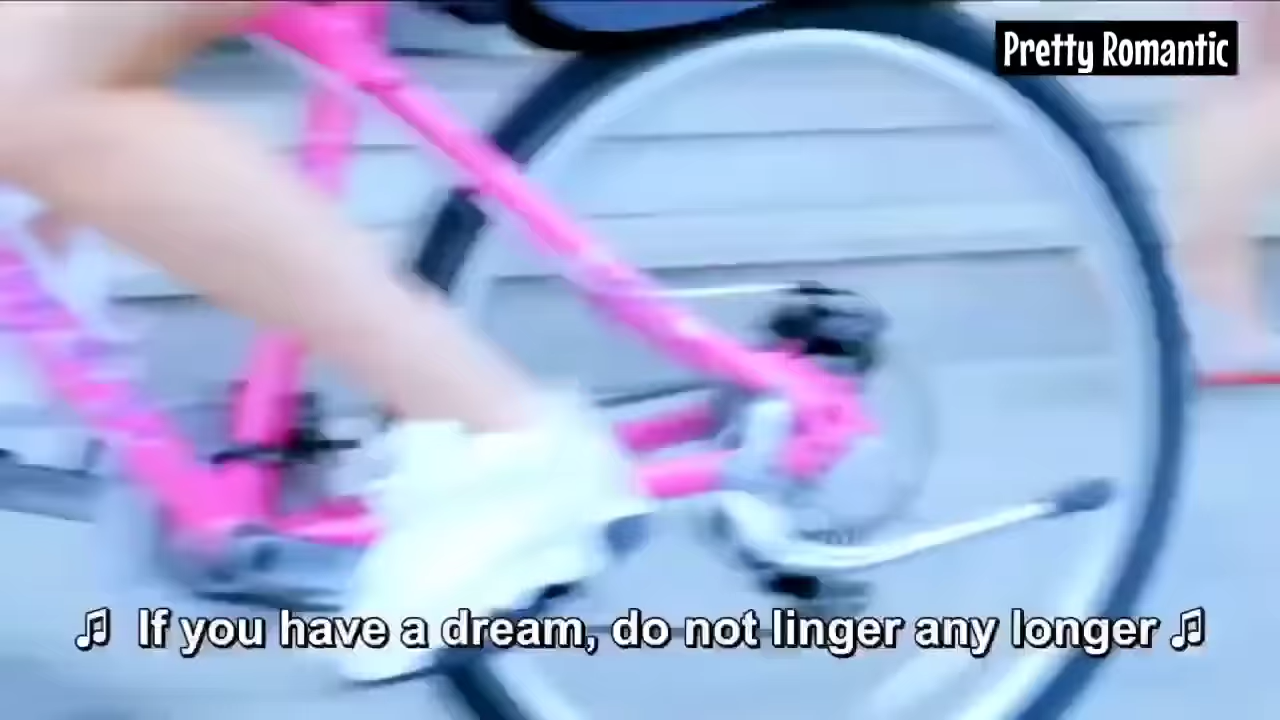 Pretty Romantic
♫ If you have a dream, do not linger any longer ♫